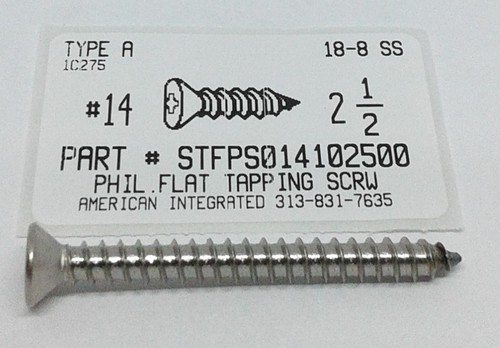 TYPE A 18-8 SS
1C275
#14 2 1/2
PART # STFPS014102500
PHIL.FLAT TAPPING SCRW
AMERICAN INTEGRATED 313-831-7635